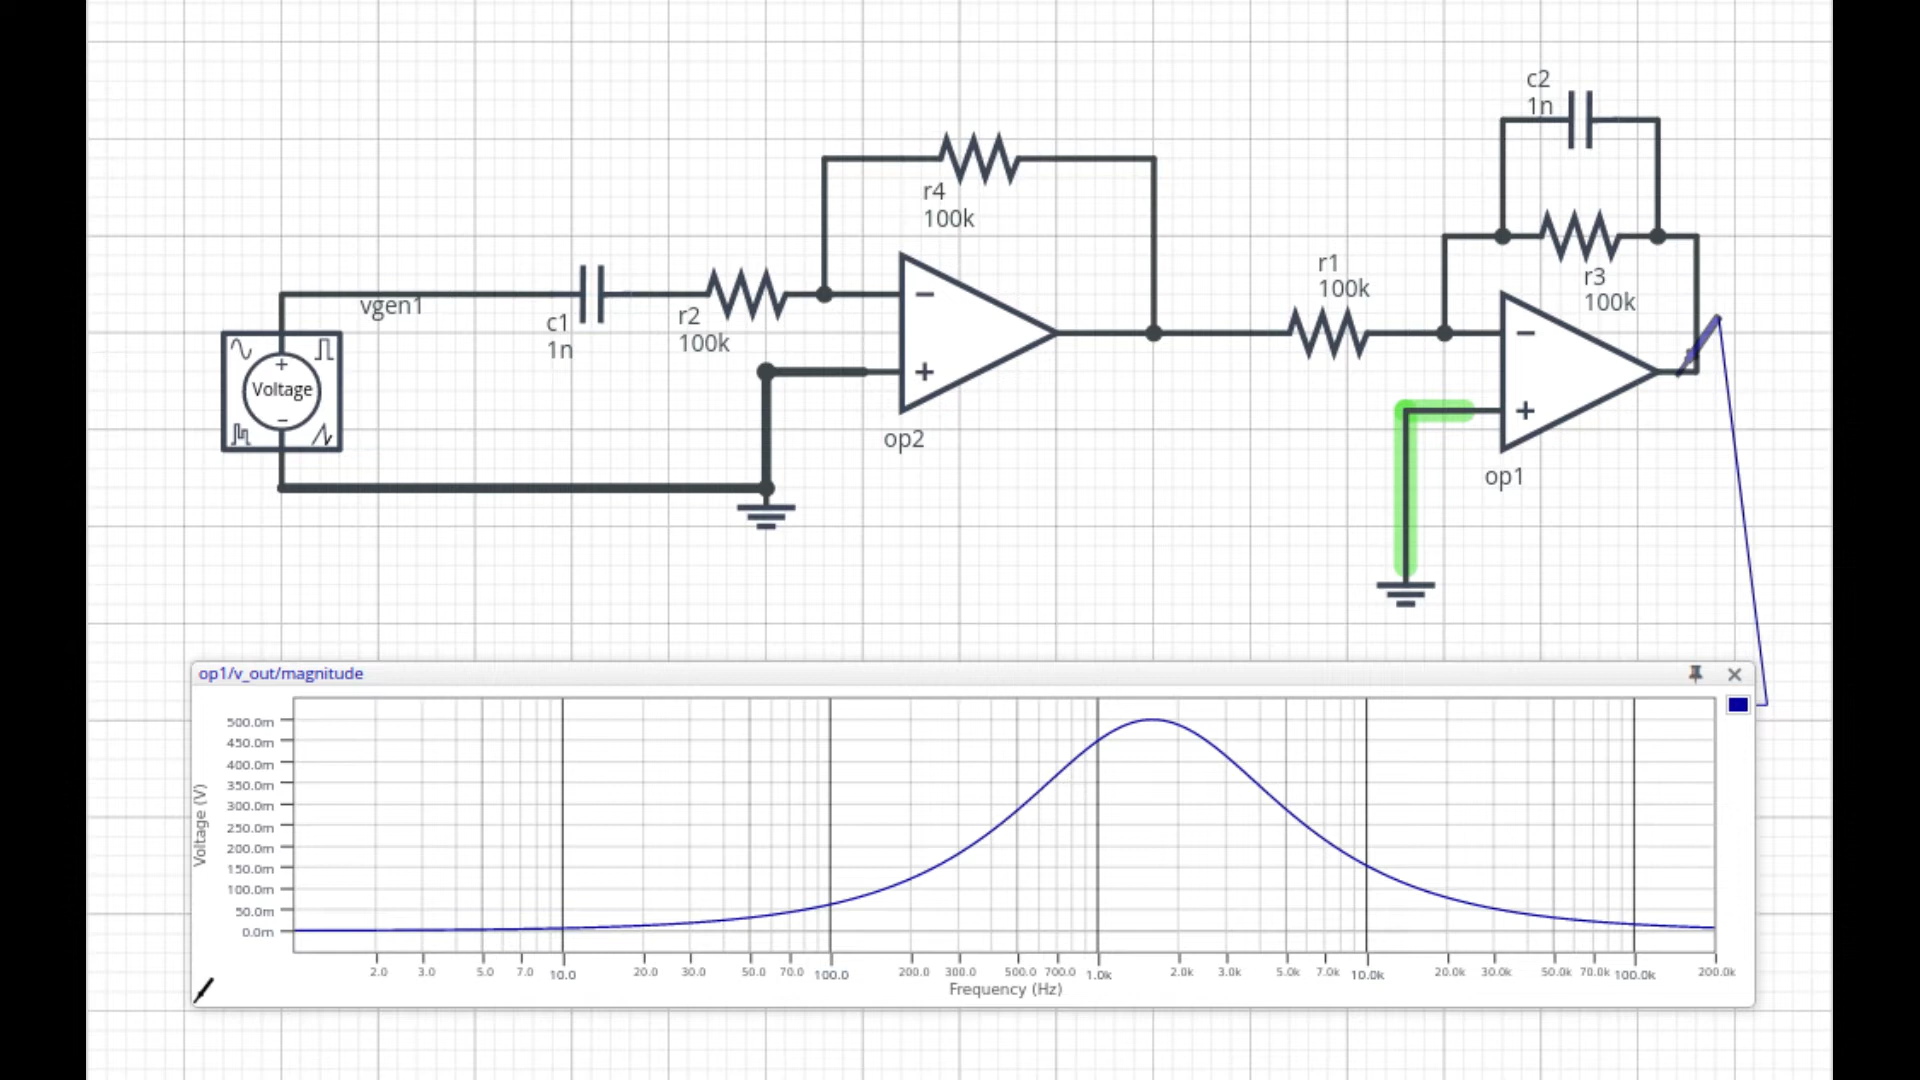 c2
1n
r4
100k
r1
100k
r3
100k
vgen1
c1
1n
r2
100k
−
+
−
+
+
Voltage
−
op2
op1
op1/v_out/magnitude
Voltage (V)
500.0m
450.0m
400.0m
350.0m
300.0m
250.0m
200.0m
150.0m
100.0m
50.0m
0.0m
2.0 3.0 5.0 7.0 10.0 20.0 30.0 50.0 70.0 100.0 200.0 300.0 500.0 700.0 1.0k 2.0k 3.0k 5.0k 7.0k 10.0k 20.0k 30.0k 50.0k 70.0k 100.0k 200.0k
Frequency (Hz)